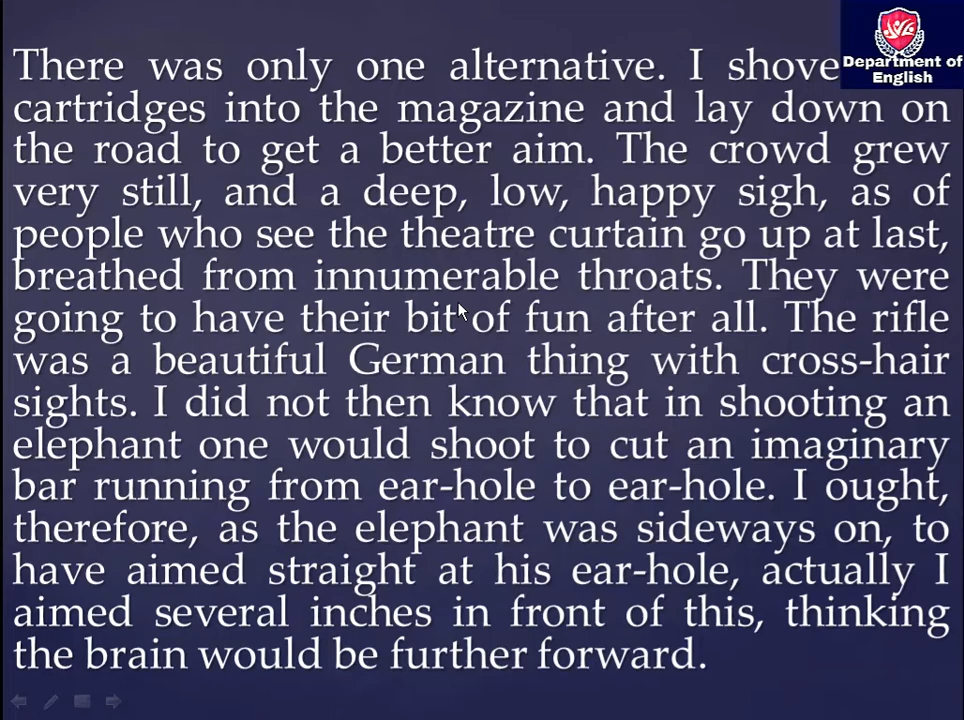 There was only one alternative. I shove
cartridges into the magazine and lay down on
the road to get a better aim. The crowd grew
very still, and a deep, low, happy sigh, as of
people who see the theatre curtain go up at last,
breathed from innumerable throats. They were
going to have their bit of fun after all. The rifle
was a beautiful German thing with cross-hair
sights. I did not then know that in shooting an
elephant one would shoot to cut an imaginary
bar running from ear-hole to ear-hole. I ought,
therefore, as the elephant was sideways on, to
have aimed straight at his ear-hole, actually I
aimed several inches in front of this, thinking
the brain would be further forward.
Department of
English